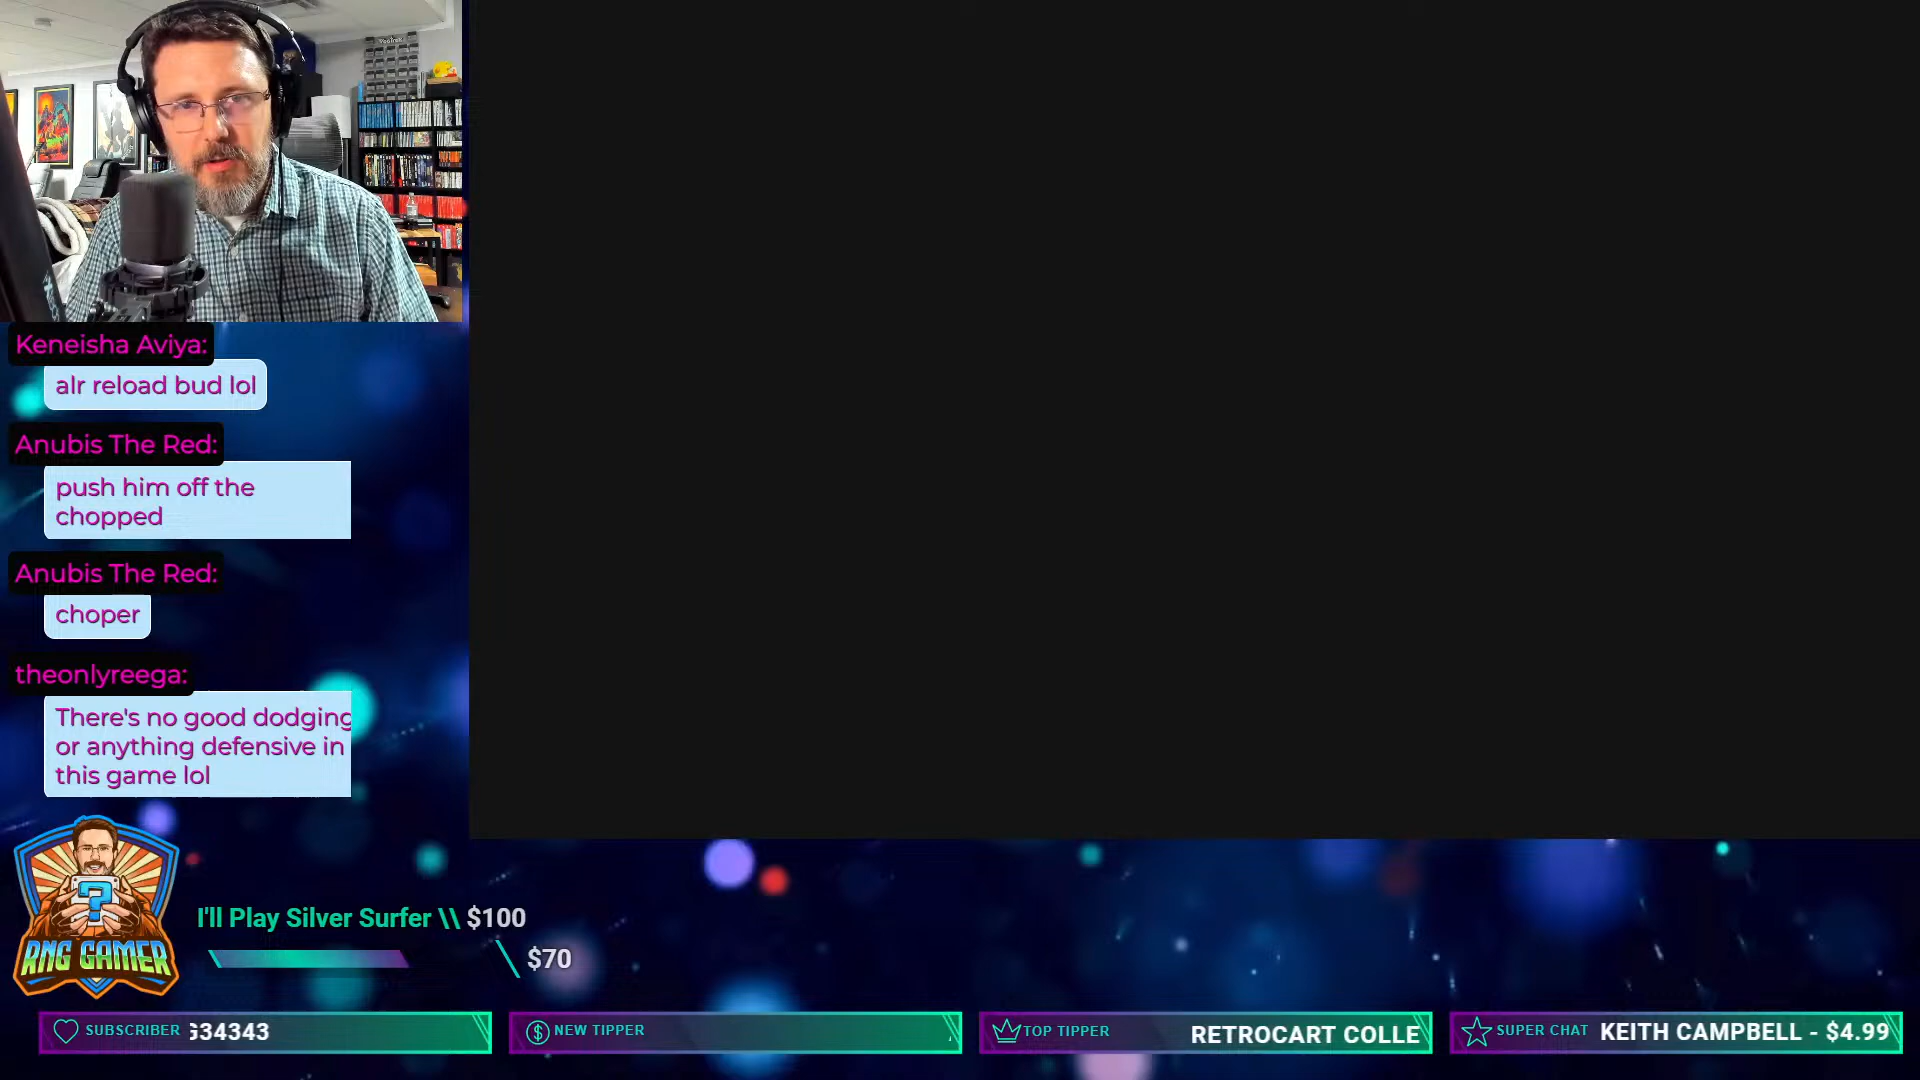 Keneisha Aviya:
alr reload bud lol
Anubis The Red:
push him off the
chopped
Anubis The Red:
choper
theonlyreega:
There's no good dodging
or anything defensive in
this game lol
?
RNG GAMER
I'll Play Silver Surfer \\ $100
$70
SUBSCRIBER
34343
$ NEW TIPPER
TOP TIPPER RETROCART COLLE
SUPER CHAT KEITH CAMPBELL - $4.99